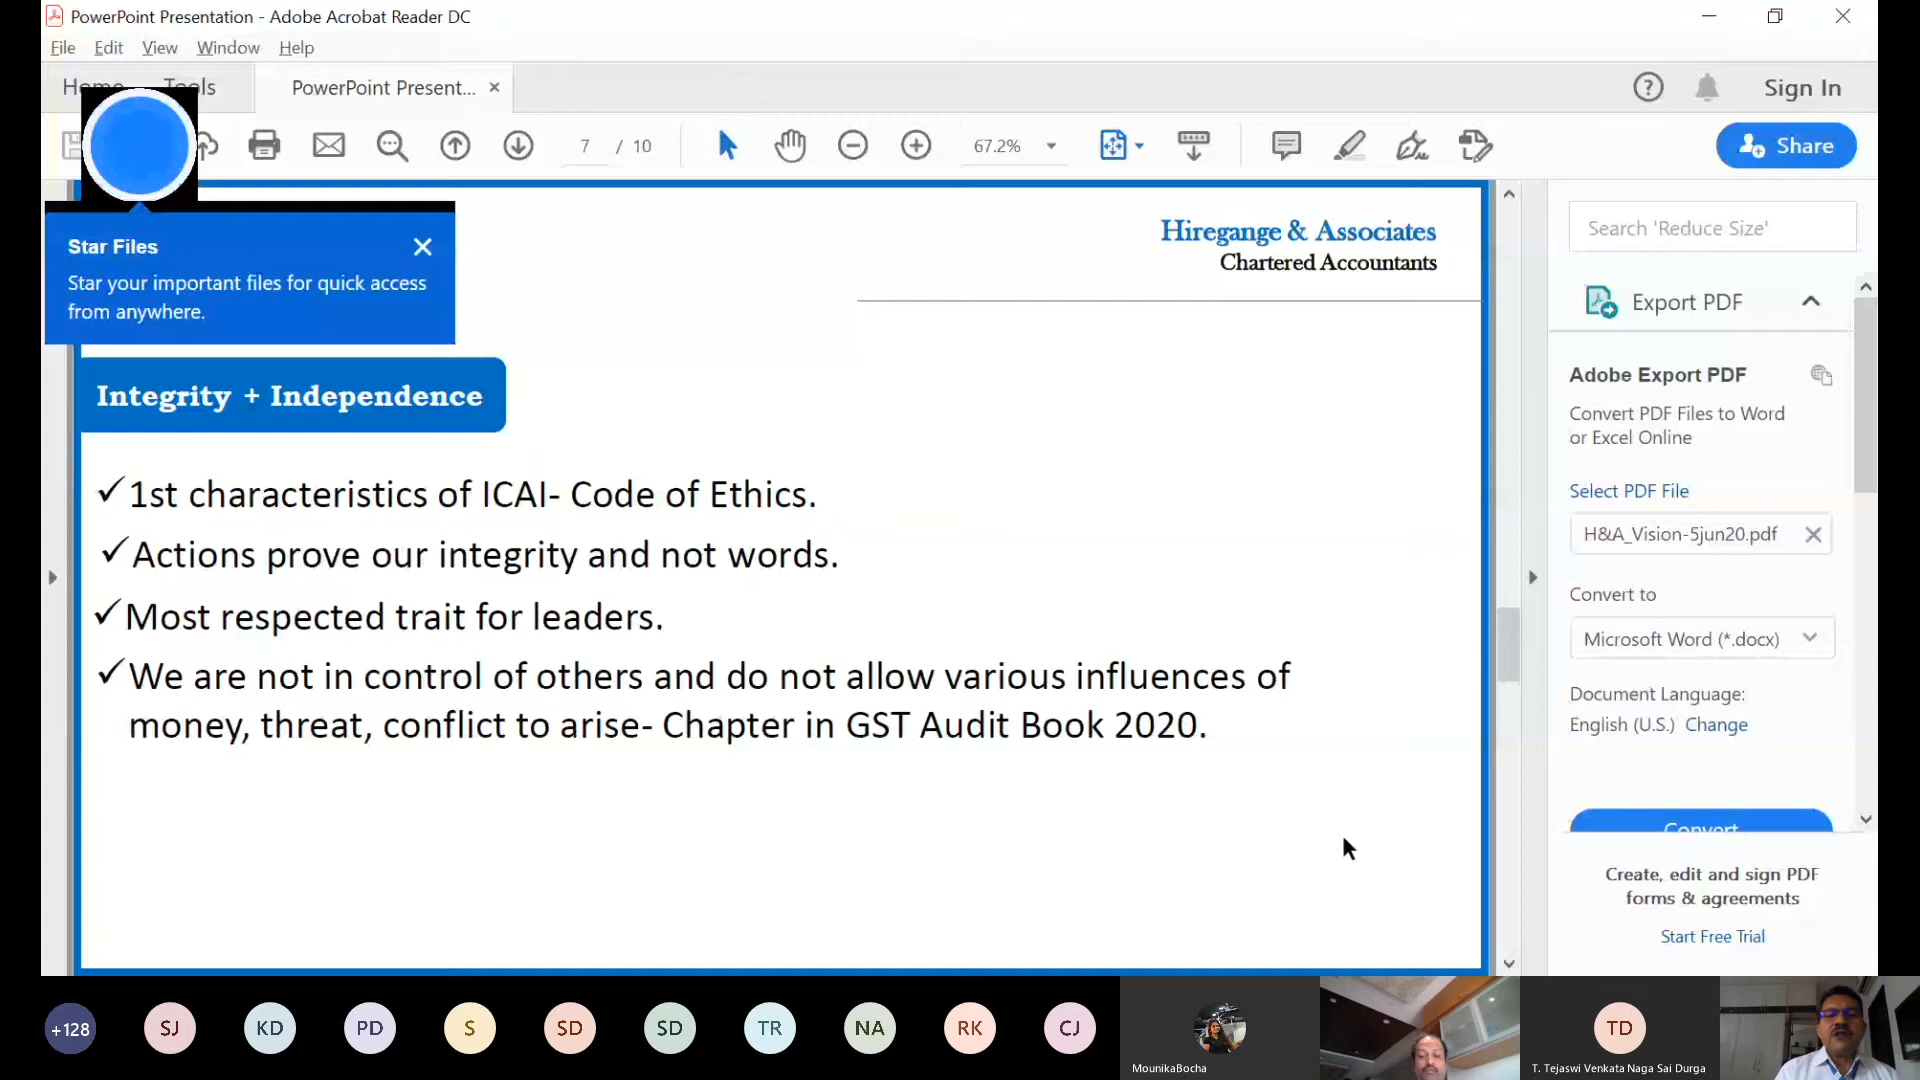 PowerPoint Presentation - Adobe Acrobat Reader DC
File Edit View Window Help
Home Tools PowerPoint Present... Sign In
7 / 10 67.2% Share
Star Files
Star your important files for quick access
from anywhere.
Hiregange & Associates
Chartered Accountants
Integrity + Independence
✓1st characteristics of ICAI- Code of Ethics.
✓Actions prove our integrity and not words.
✓Most respected trait for leaders.
✓We are not in control of others and do not allow various influences of
money, threat, conflict to arise- Chapter in GST Audit Book 2020.
Search 'Reduce Size'
Export PDF
Adobe Export PDF
Convert PDF Files to Word
or Excel Online
Select PDF File
H&A_Vision-5jun20.pdf
Convert to
Microsoft Word (*.docx)
Document Language:
English (U.S.) Change
Convert
Create, edit and sign PDF
forms & agreements
Start Free Trial
+128 SJ KD PD S SD SD TR NA RK CJ TD
MounikaBocha T. Tejaswi Venkata Naga Sai Durga